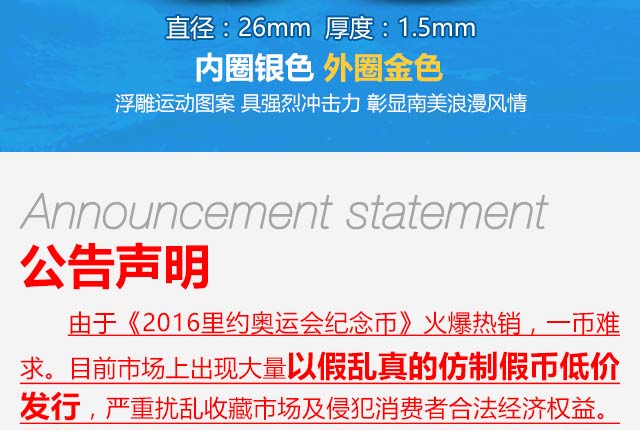 直径：26mm 厚度：1.5mm
内圈银色 外圈金色
浮雕运动图案 具强烈冲击力 彰显南美浪漫风情
Announcement statement
公告声明
由于《2016里约奥运会纪念币》火爆热销，一币难
求。目前市场上出现大量以假乱真的仿制假币低价
发行，严重扰乱收藏市场及侵犯消费者合法经济权益。